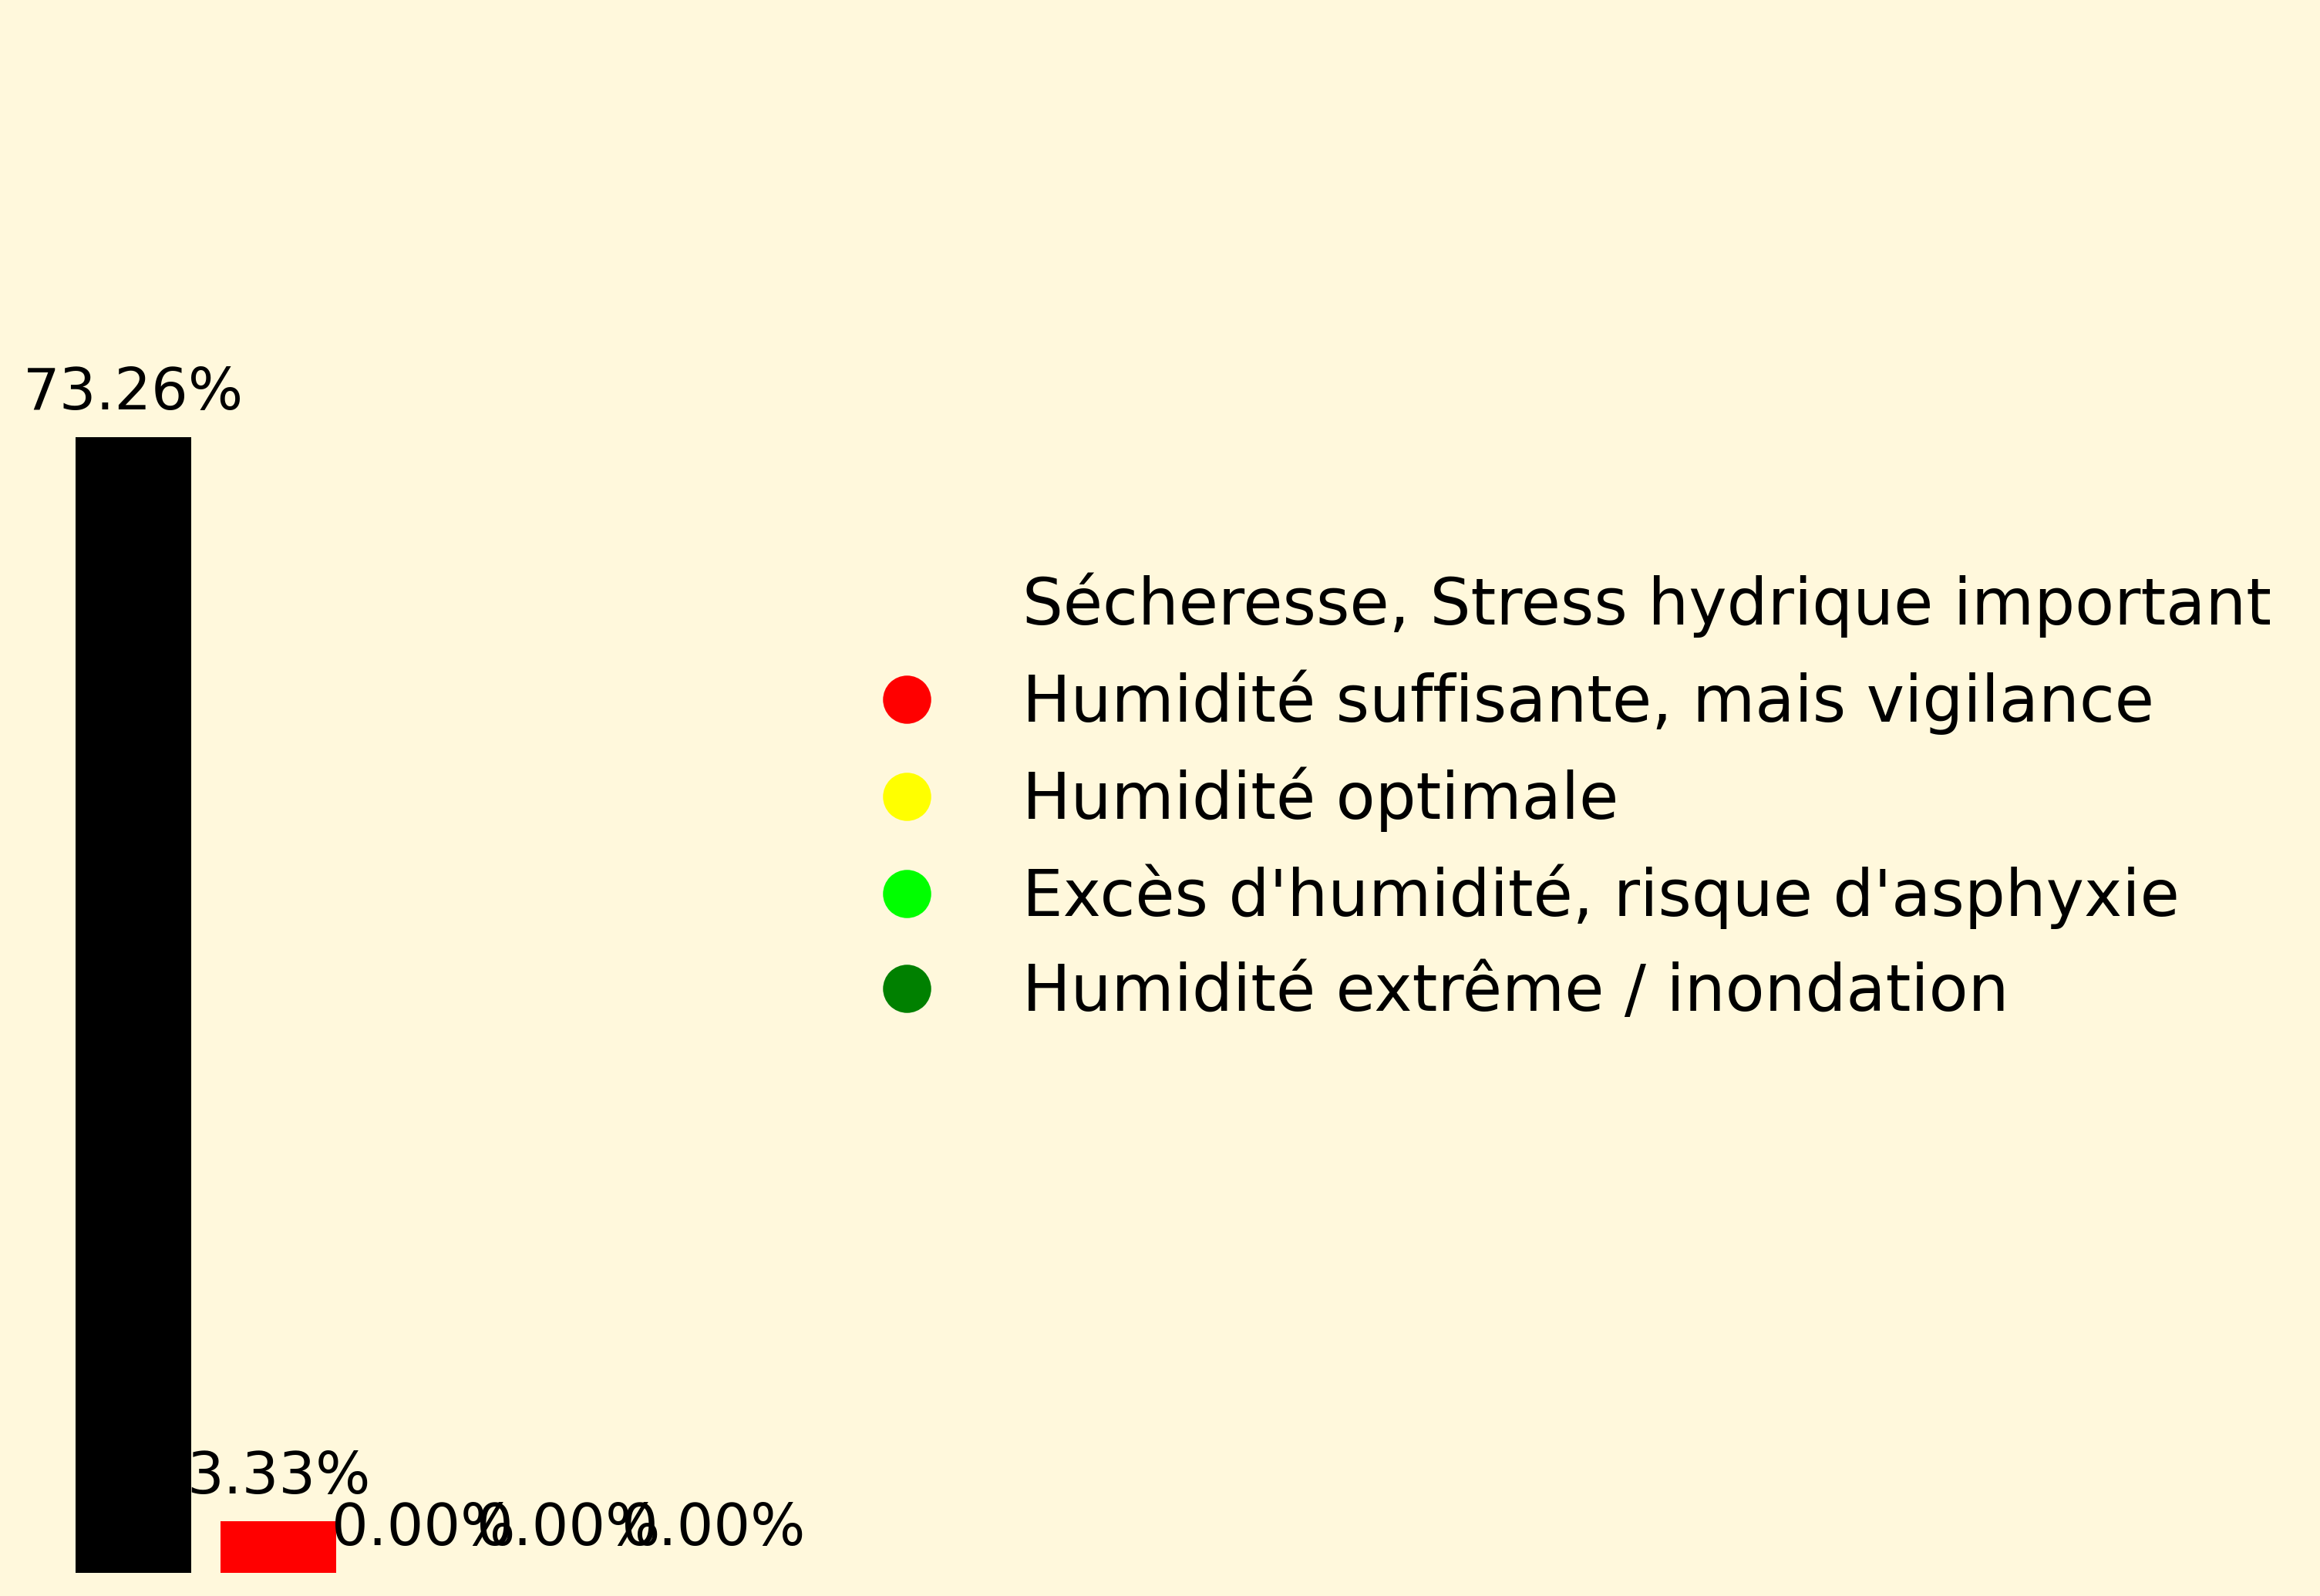 73.26%
Sécheresse, Stress hydrique important
Humidité suffisante, mais vigilance
Humidité optimale
Excès d'humidité, risque d'asphyxie
Humidité extrême / inondation
3.33%
0.00% 0.00% 0.00%